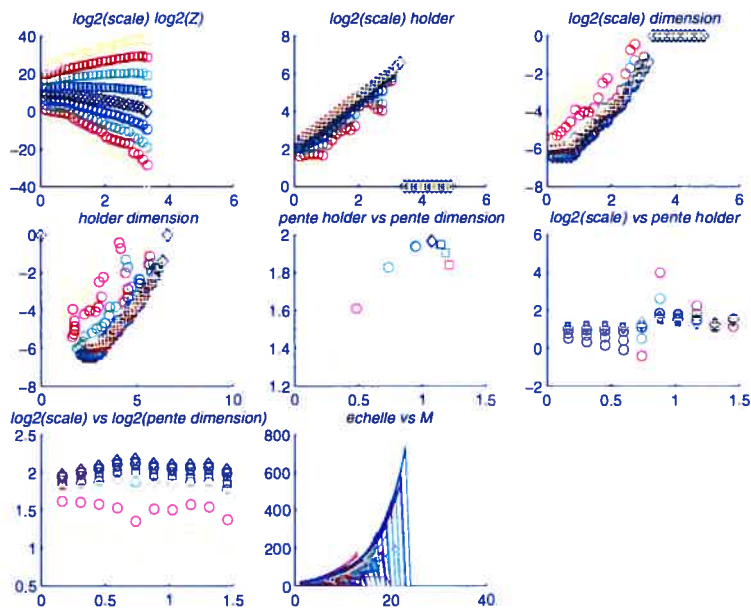 log2(scale) log2(Z)
40
20
0
−20
−40
0 2 4 6
log2(scale) holder
8
6
4
2
0
0 2 4 6
log2(scale) dimension
0
−2
−4
−6
−8
0 2 4 6
holder dimension
0
−2
−4
−6
−8
0 5 10
pente holder vs pente dimension
2
1.8
1.6
1.4
1.2
0 0.5 1 1.5
log2(scale) vs pente holder
6
4
2
0
−2
0 0.5 1 1.5
log2(scale) vs log2(pente dimension)
2.5
2
1.5
1
0.5
0 0.5 1 1.5
echelle vs M
800
600
400
200
0
0 20 40